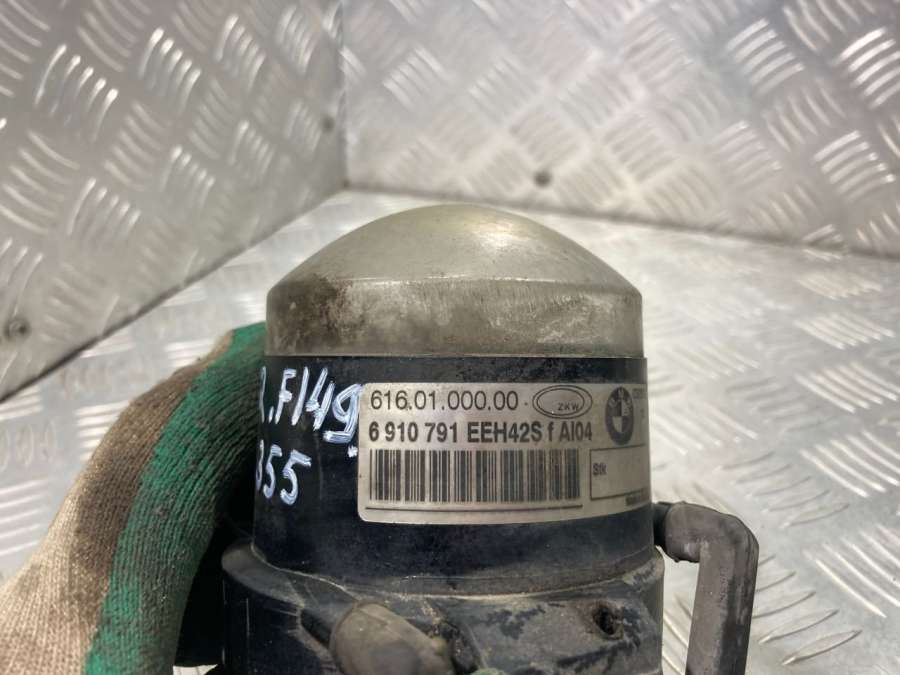 R.F149
355
616.01.000.00
ZKW
6 910 791 EEH42S f AI04
Stk